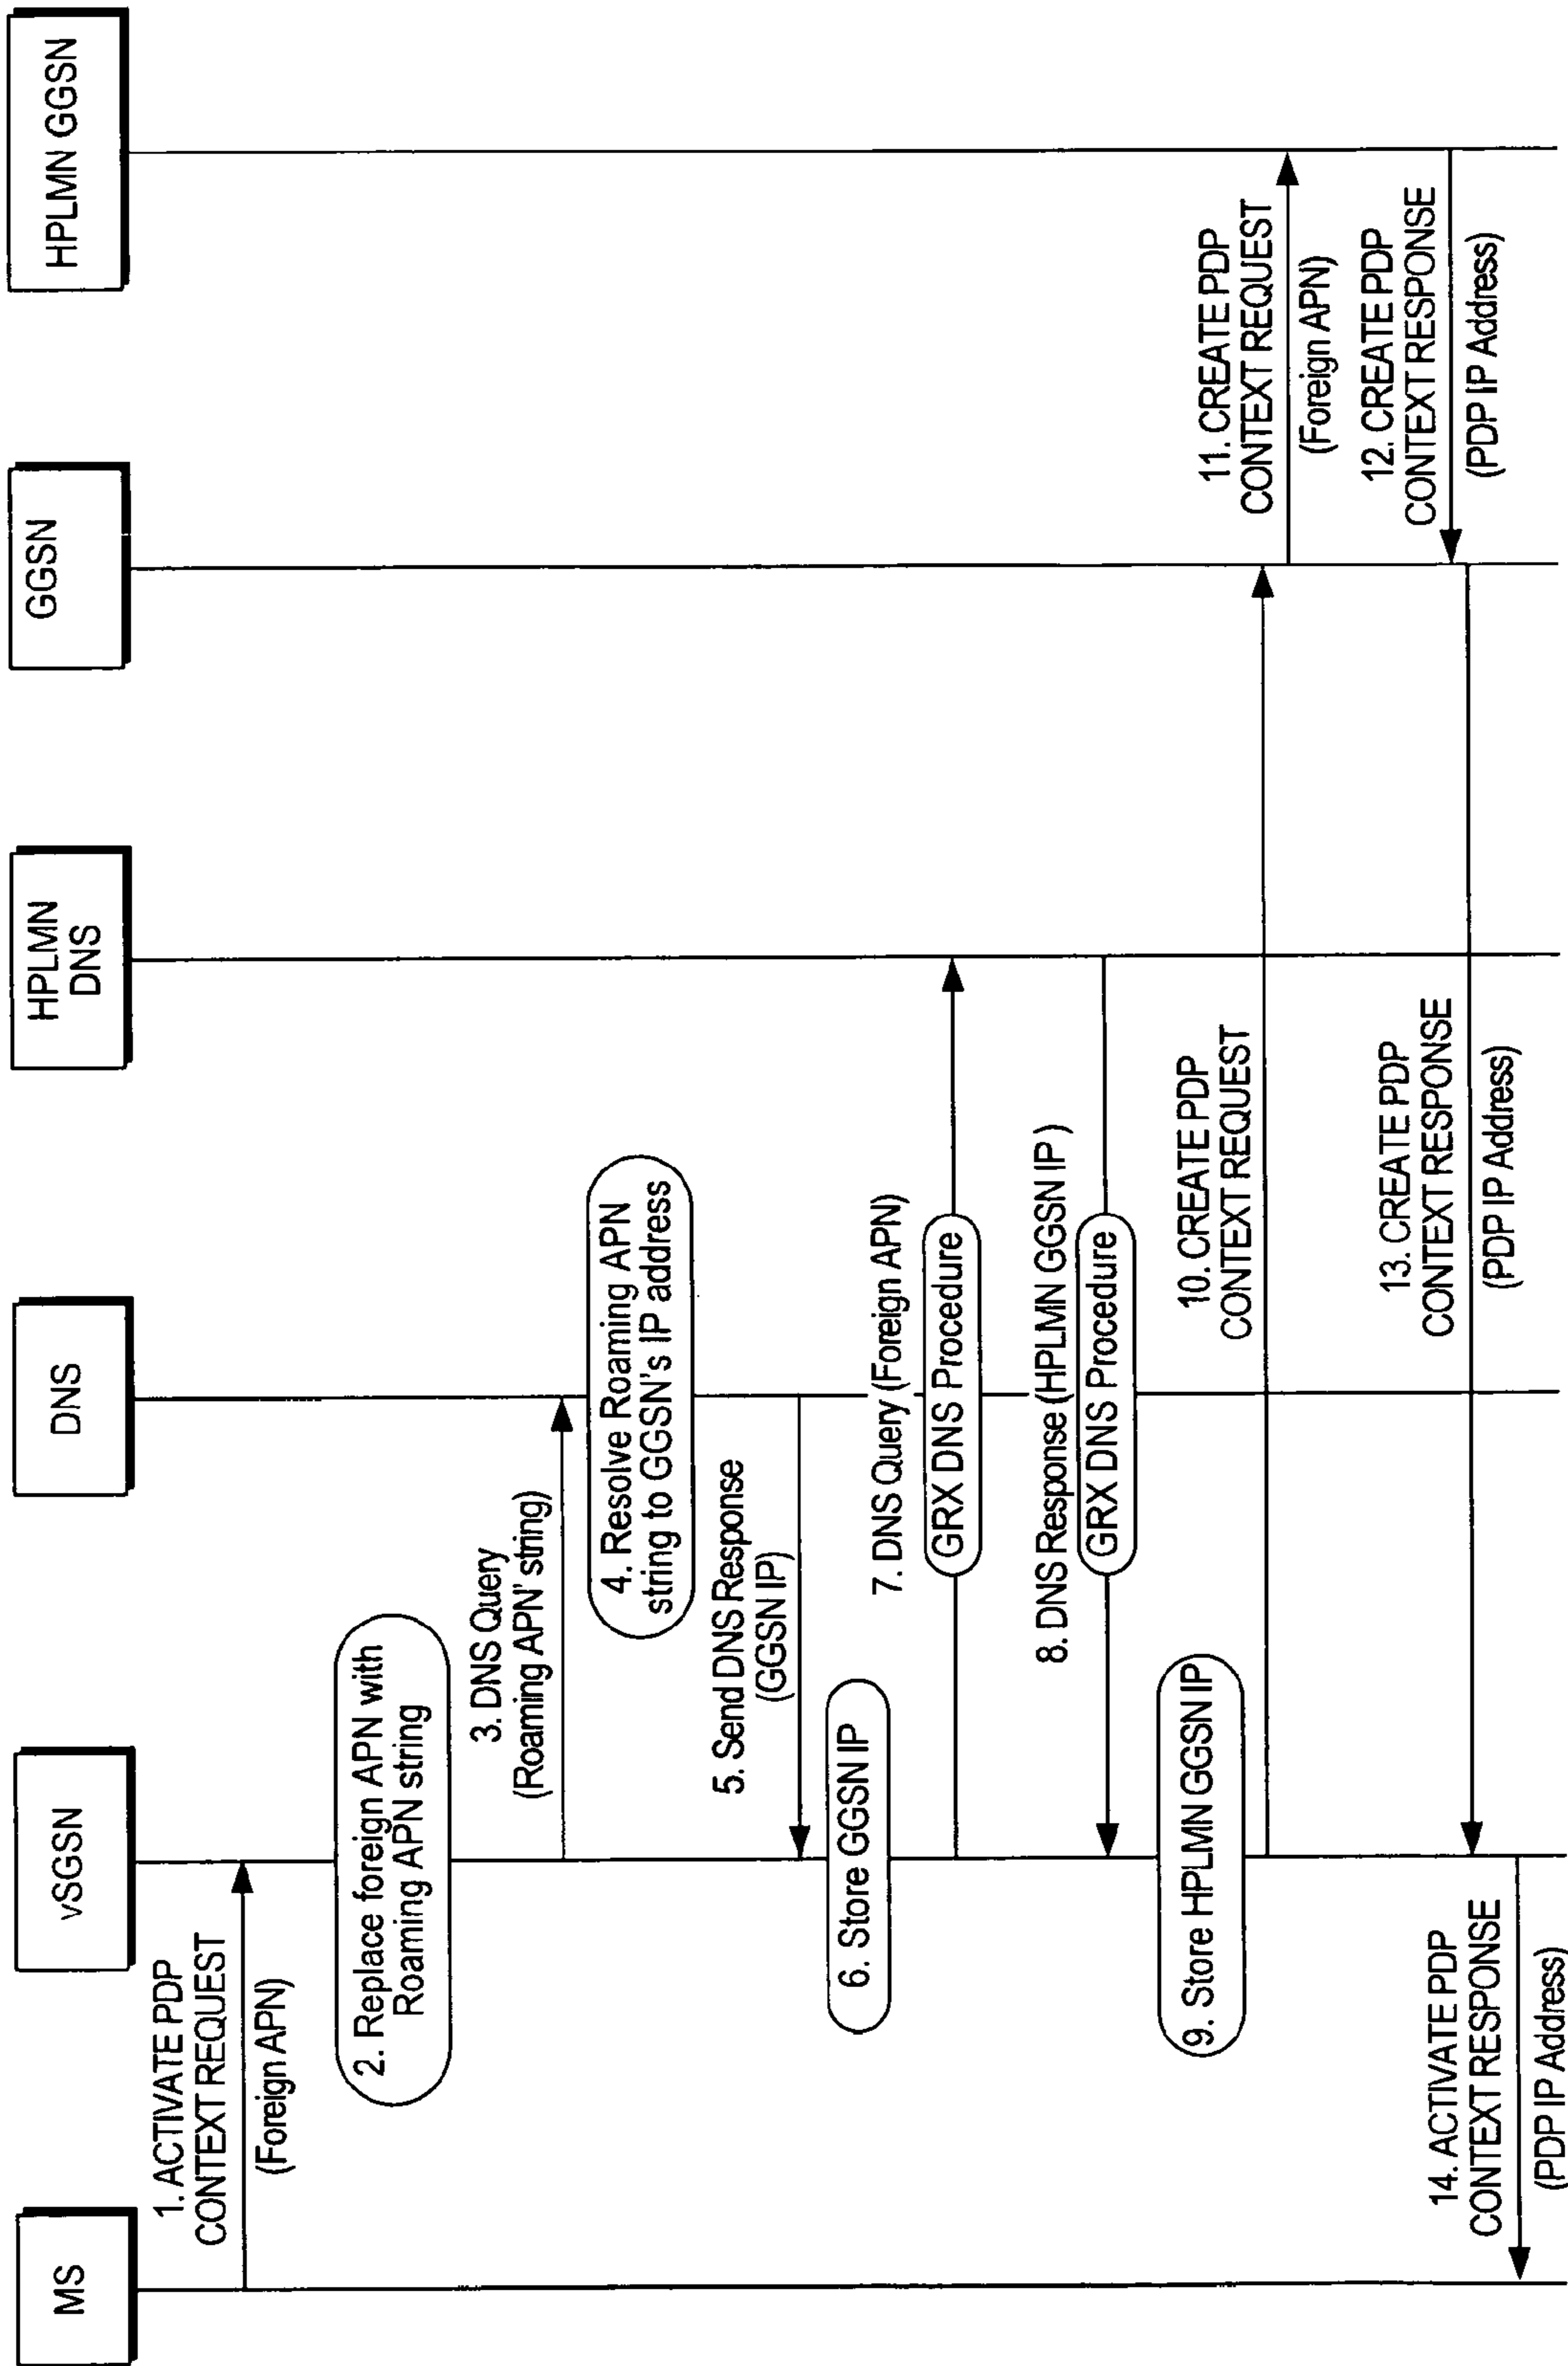 MS
vSGSN
DNS
HPLMN
DNS
GGSN
HPLMN GGSN
1. ACTIVATE PDP
CONTEXT REQUEST
(Foreign APN)
2. Replace foreign APN with
Roaming APN string
3. DNS Query
(Roaming APN' string)
4. Resolve Roaming APN
string to GGSN's IP address
5. Send DNS Response
(GGSN IP)
6. Store GGSN IP
7. DNS Query (Foreign APN)
GRX DNS Procedure
8. DNS Response (HPLMN GGSN IP )
GRX DNS Procedure
9. Store HPLMN GGSN IP
10. CREATE PDP
CONTEXT REQUEST
11. CREATE PDP
CONTEXT REQUEST
(Foreign APN)
12. CREATE PDP
CONTEXT RESPONSE
(PDP IP Address)
13. CREATE PDP
CONTEXT RESPONSE
(PDP IP Address)
14. ACTIVATE PDP
CONTEXT RESPONSE
(PDP IP Address)